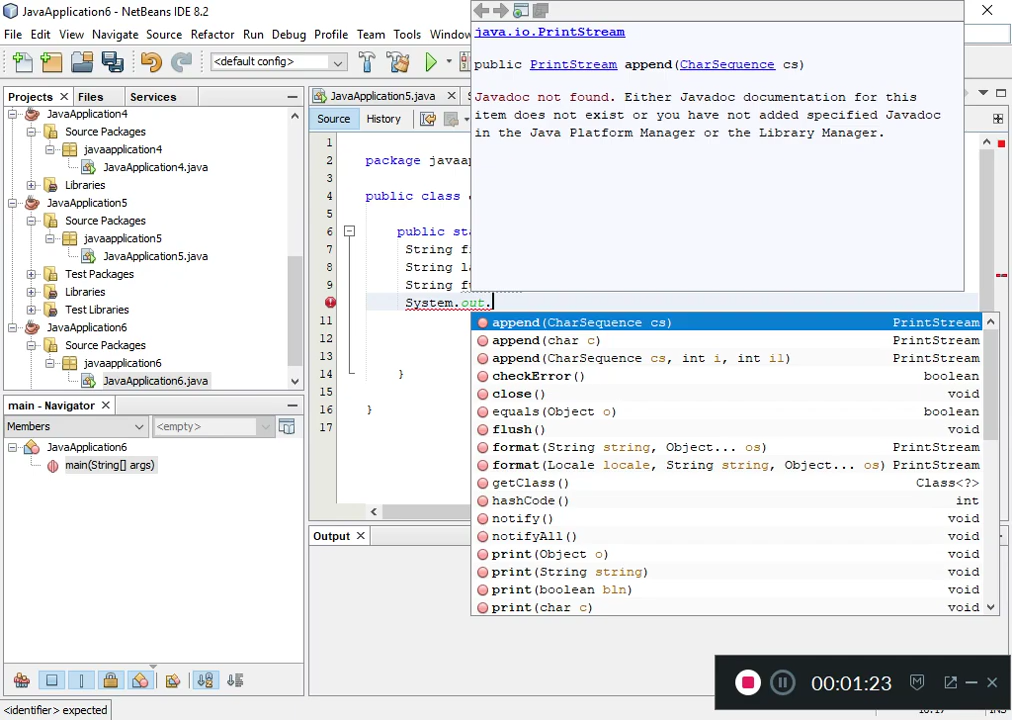 JavaApplication6 - NetBeans IDE 8.2
File Edit View Navigate Source Refactor Run Debug Profile Team Tools Window
<default config>
Projects Files Services
JavaApplication4
Source Packages
javaapplication4
JavaApplication4.java
Libraries
JavaApplication5
Source Packages
javaapplication5
JavaApplication5.java
Test Packages
Libraries
Test Libraries
JavaApplication6
Source Packages
javaapplication6
JavaApplication6.java
main - Navigator
Members <empty>
JavaApplication6
main(String[] args)
<identifier> expected
JavaApplication5.java
Source History
1
2 package javaap
3
4 public class
5
6 public sta
7 String fi
8 String la
9 String fu
System.out.
11
12
13
14 }
15
16 }
17
Output
java.io.PrintStream
public PrintStream append(CharSequence cs)
Javadoc not found. Either Javadoc documentation for this
item does not exist or you have not added specified Javadoc
in the Java Platform Manager or the Library Manager.
append(CharSequence cs) PrintStream
append(char c) PrintStream
append(CharSequence cs, int i, int i1) PrintStream
checkError() boolean
close() void
equals(Object o) boolean
flush() void
format(String string, Object... os) PrintStream
format(Locale locale, String string, Object... os) PrintStream
getClass() Class<?>
hashCode() int
notify() void
notifyAll() void
print(Object o) void
print(String string) void
print(boolean bln) void
print(char c) void
00:01:23